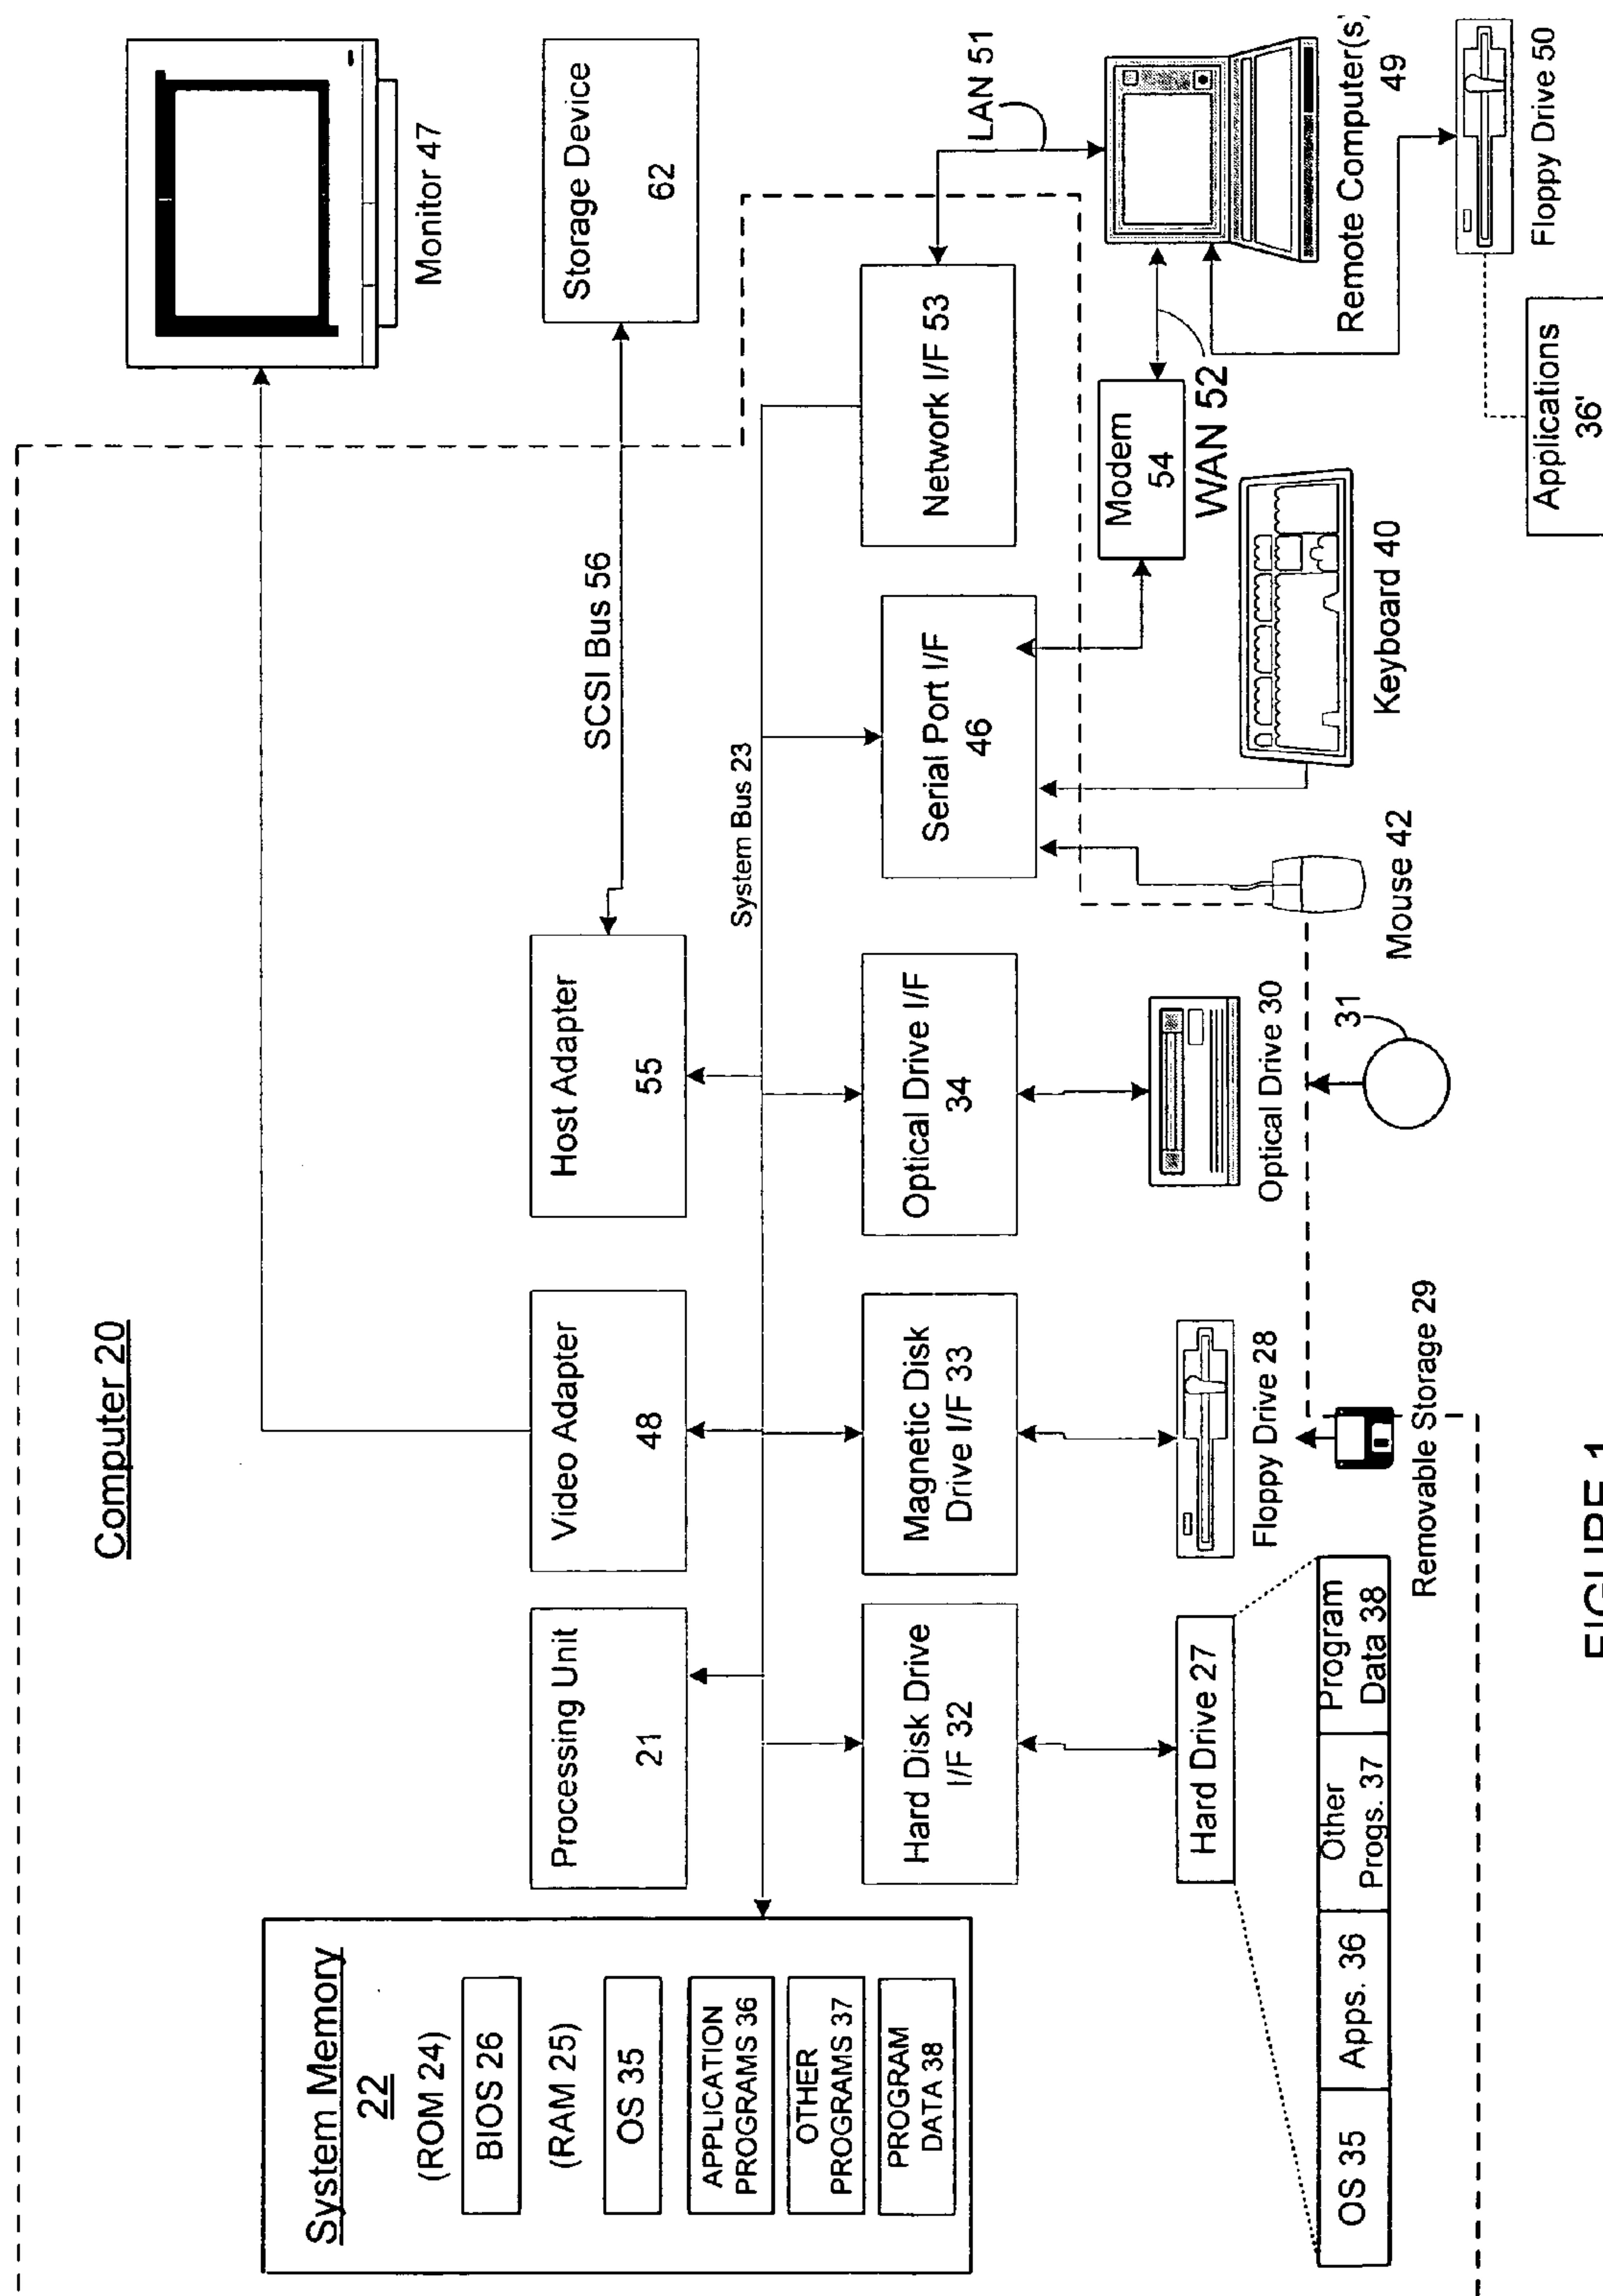 Computer 20
System Memory
22
(ROM 24)
BIOS 26
(RAM 25)
OS 35
APPLICATION
PROGRAMS 36
OTHER
PROGRAMS 37
PROGRAM
DATA 38
Processing Unit
21
Video Adapter
48
Host Adapter
55
SCSI Bus 56
Monitor 47
Storage Device
62
System Bus 23
Hard Disk Drive
I/F 32
Magnetic Disk
Drive I/F 33
Optical Drive I/F
34
Serial Port I/F
46
Network I/F 53
LAN 51
Hard Drive 27
Floppy Drive 28
Optical Drive 30
Modem
54
WAN 52
Remote Computer(s)
49
OS 35
Apps. 36
Other
Progs. 37
Program
Data 38
Removable Storage 29
31
Mouse 42
Keyboard 40
Floppy Drive 50
Applications
36'
FIGURE 1